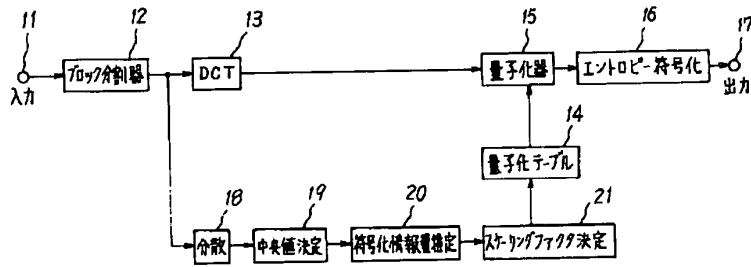 11
入力
12
ブロック分割器
13
DCT
15
量子化器
16
エントロピー符号化
17
出力
14
量子化テーブル
18
分散
19
中央値決定
20
符号化情報量推定
21
スケーリングファクタ決定